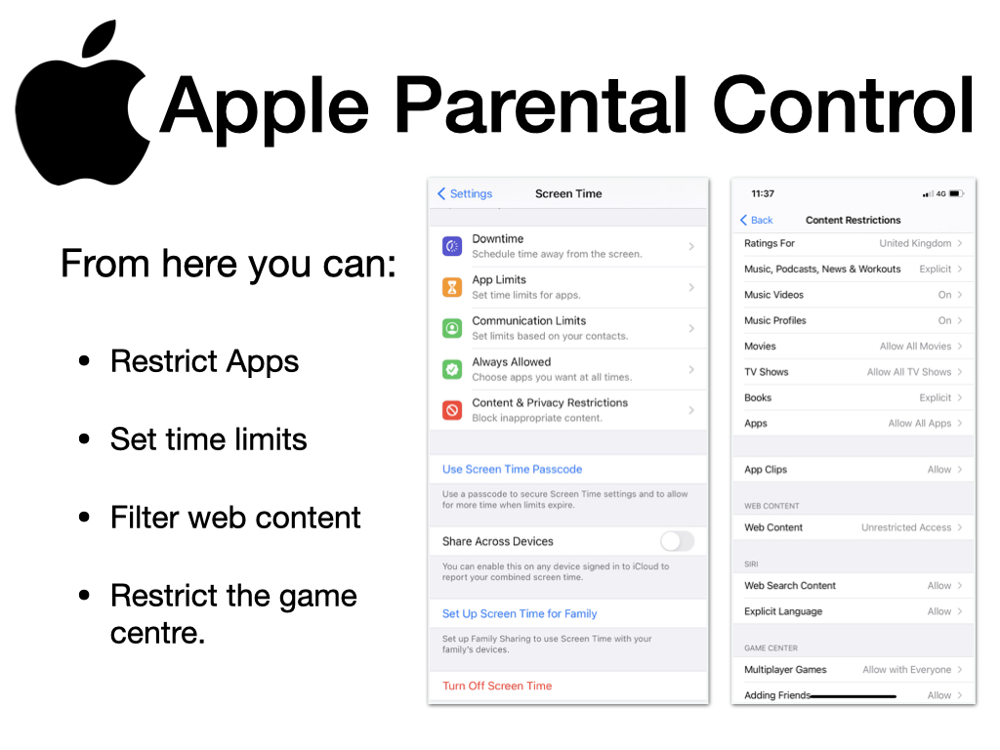 Apple Parental Control
From here you can:
• Restrict Apps
• Set time limits
• Filter web content
• Restrict the game
centre.
Settings Screen Time
Downtime
Schedule time away from the screen.
App Limits
Set time limits for apps.
Communication Limits
Set limits based on your contacts.
Always Allowed
Choose apps you want at all times.
Content & Privacy Restrictions
Block inappropriate content.
Use Screen Time Passcode
Use a passcode to secure Screen Time settings and to allow
for more time when limits expire.
Share Across Devices
You can enable this on any device signed in to iCloud to
report your combined screen time.
Set Up Screen Time for Family
Set up Family Sharing to use Screen Time with your
family's devices.
Turn Off Screen Time
11:37 4G
Back Content Restrictions
Ratings For United Kingdom
Music, Podcasts, News & Workouts Explicit
Music Videos On
Music Profiles On
Movies Allow All Movies
TV Shows Allow All TV Shows
Books Explicit
Apps Allow All Apps
App Clips Allow
WEB CONTENT
Web Content Unrestricted Access
SIRI
Web Search Content Allow
Explicit Language Allow
GAME CENTER
Multiplayer Games Allow with Everyone
Adding Friends Allow